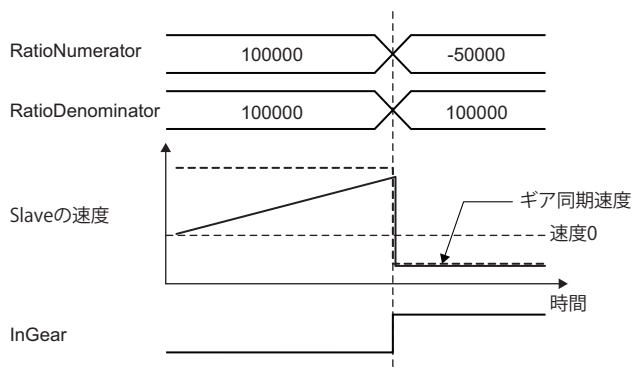 RatioNumerator 100000 -50000
RatioDenominator 100000 100000
Slaveの速度
ギア同期速度
速度0
時間
InGear